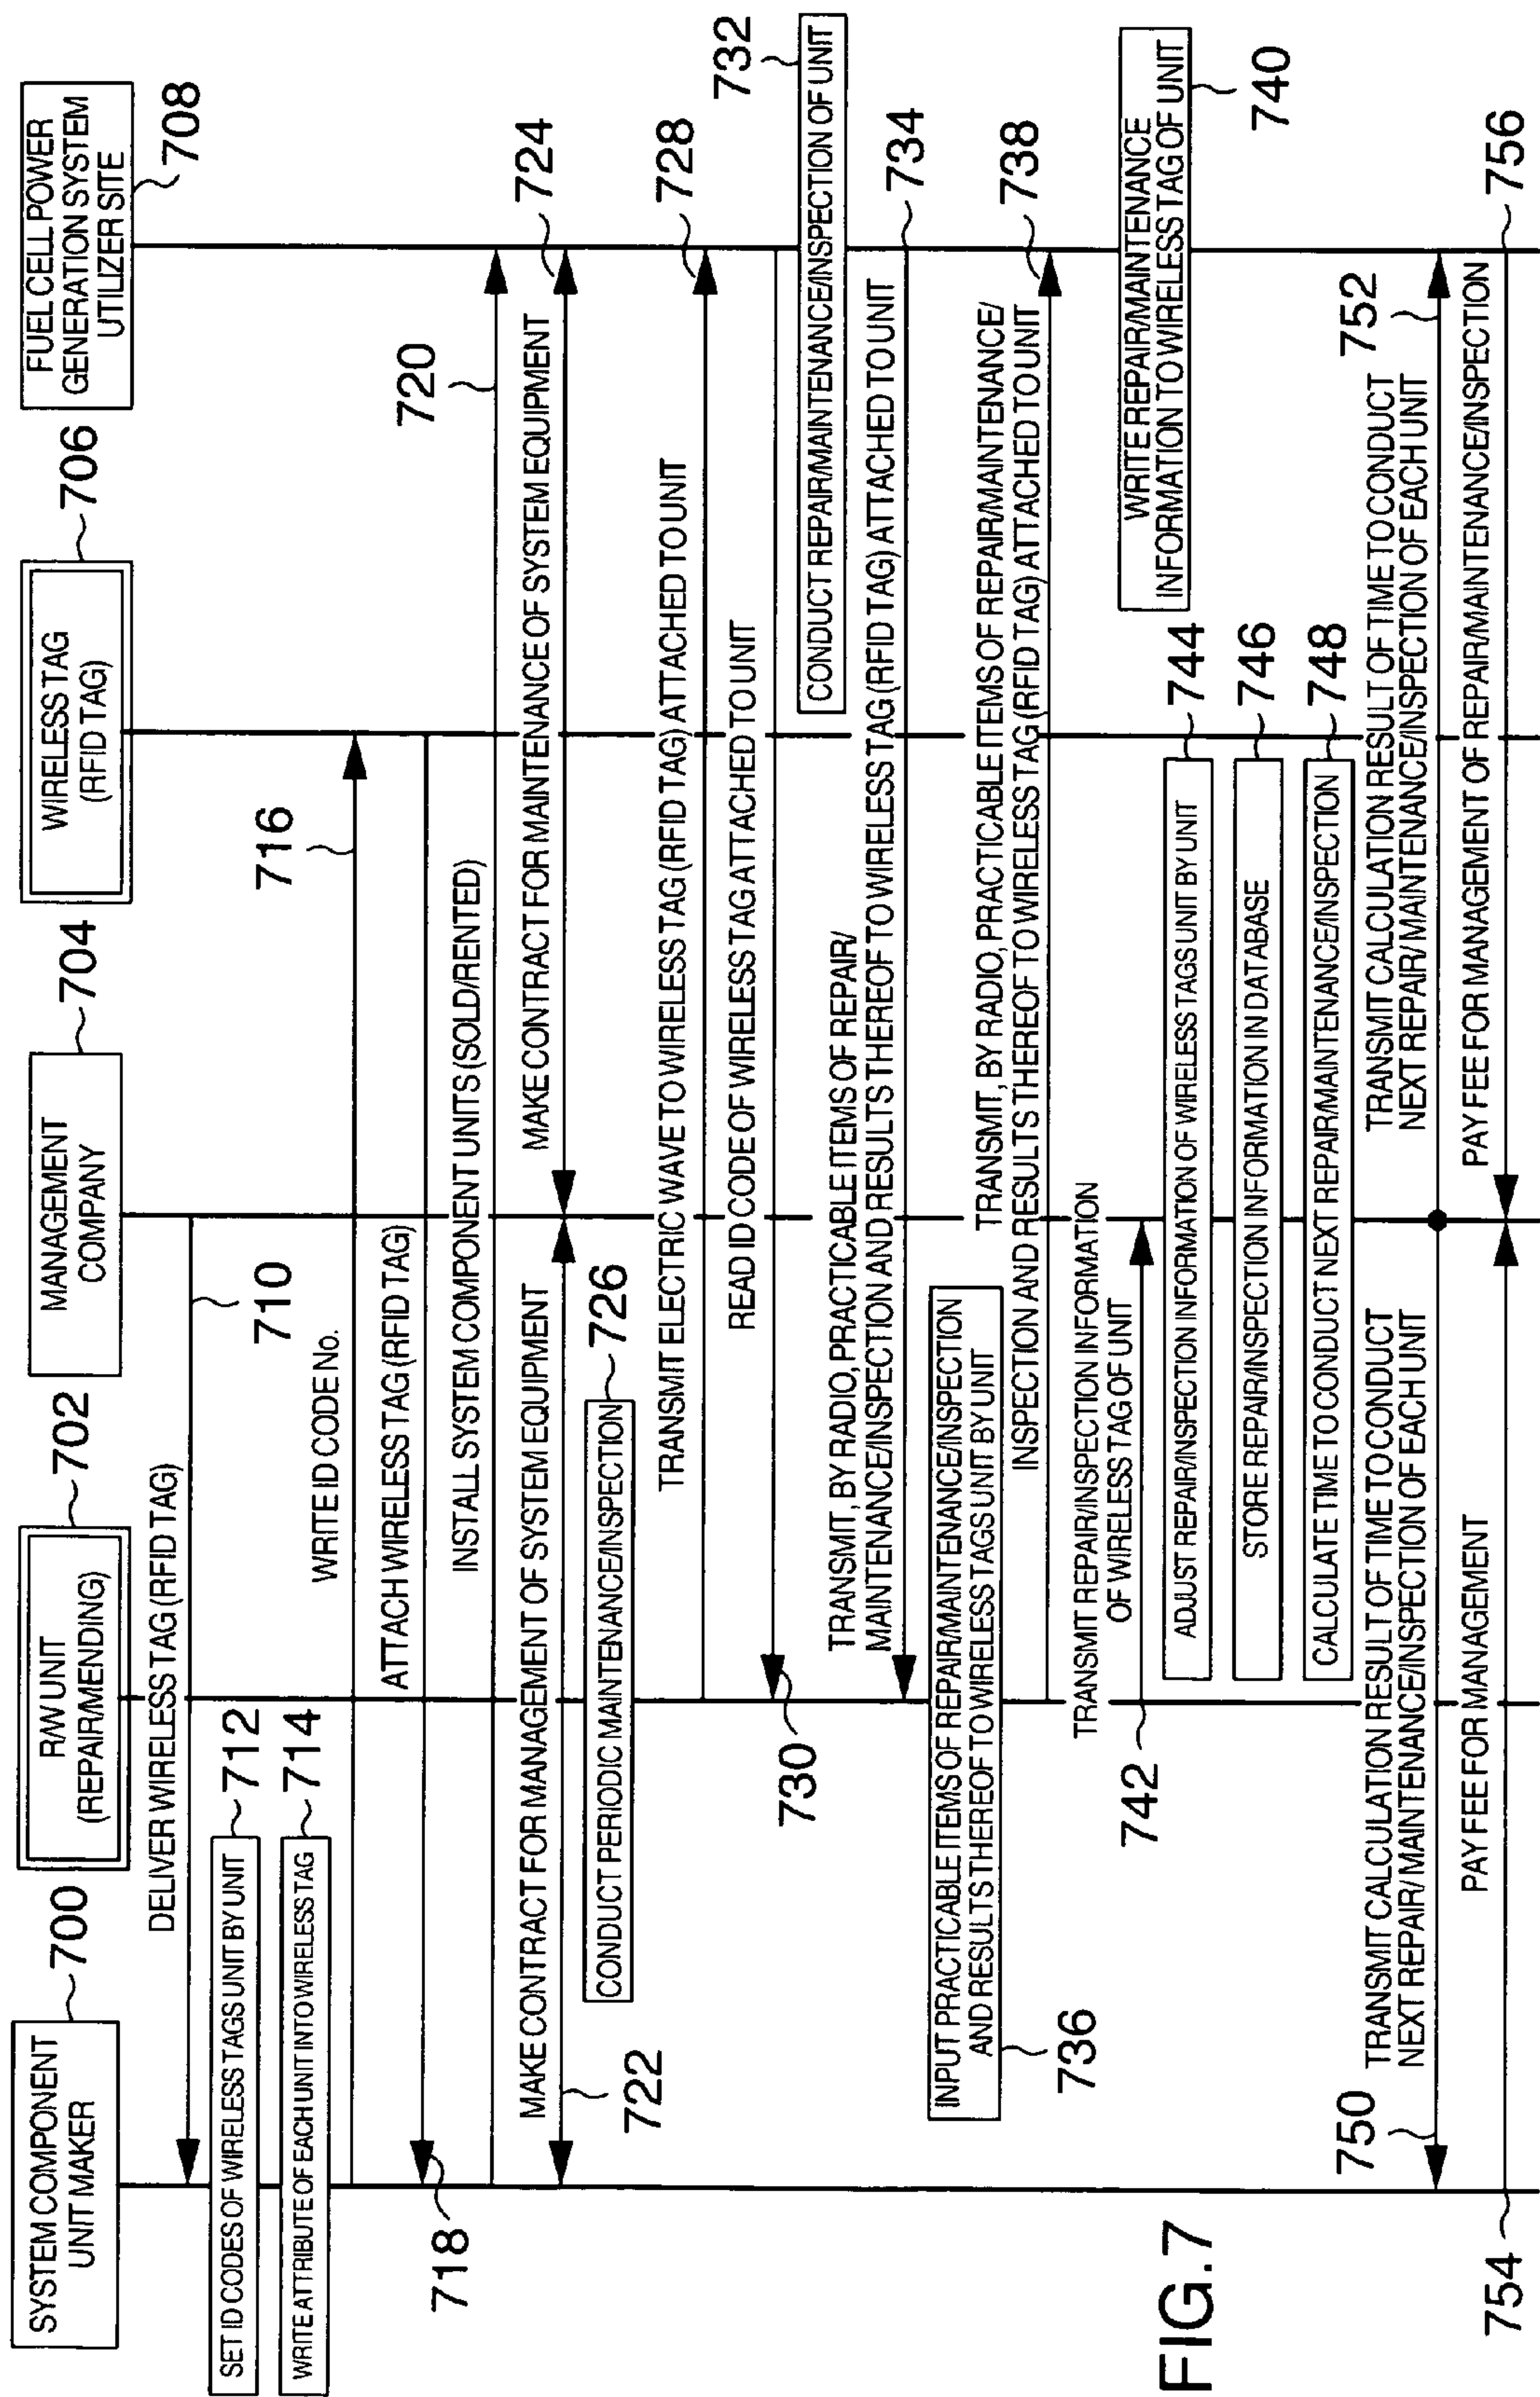 SYSTEM COMPONENT
UNIT MAKER
700
R/W UNIT
(REPAIR/MENDING)
702
MANAGEMENT
COMPANY
704
WIRELESS TAG
(RFID TAG)
706
FUEL CELL POWER
GENERATION SYSTEM
UTILIZER SITE
708
DELIVER WIRELESS TAG (RFID TAG)
710
SET ID CODES OF WIRELESS TAGS UNIT BY UNIT
712
WRITE ATTRIBUTE OF EACH UNIT INTO WIRELESS TAG
714
WRITE ID CODE No.
716
ATTACH WIRELESS TAG (RFID TAG)
718
INSTALL SYSTEM COMPONENT UNITS (SOLD/RENTED)
720
MAKE CONTRACT FOR MANAGEMENT OF SYSTEM EQUIPMENT
722
MAKE CONTRACT FOR MAINTENANCE OF SYSTEM EQUIPMENT
724
CONDUCT PERIODIC MAINTENANCE/INSPECTION
726
TRANSMIT ELECTRIC WAVE TO WIRELESS TAG (RFID TAG) ATTACHED TO UNIT
728
READ ID CODE OF WIRELESS TAG ATTACHED TO UNIT
730
CONDUCT REPAIR/MAINTENANCE/INSPECTION OF UNIT
732
TRANSMIT, BY RADIO, PRACTICABLE ITEMS OF REPAIR/
MAINTENANCE/INSPECTION AND RESULTS THEREOF TO WIRELESS TAG (RFID TAG) ATTACHED TO UNIT
734
INPUT PRACTICABLE ITEMS OF REPAIR/MAINTENANCE/INSPECTION
AND RESULTS THEREOF TO WIRELESS TAGS UNIT BY UNIT
736
TRANSMIT, BY RADIO, PRACTICABLE ITEMS OF REPAIR/MAINTENANCE/
INSPECTION AND RESULTS THEREOF TO WIRELESS TAG (RFID TAG) ATTACHED TO UNIT
738
WRITE REPAIR/MAINTENANCE
INFORMATION TO WIRELESS TAG OF UNIT
740
TRANSMIT REPAIR/INSPECTION INFORMATION
OF WIRELESS TAG OF UNIT
742
ADJUST REPAIR/INSPECTION INFORMATION OF WIRELESS TAGS UNIT BY UNIT
744
STORE REPAIR/INSPECTION INFORMATION IN DATABASE
746
CALCULATE TIME TO CONDUCT NEXT REPAIR/MAINTENANCE/INSPECTION
748
TRANSMIT CALCULATION RESULT OF TIME TO CONDUCT
NEXT REPAIR/ MAINTENANCE/INSPECTION OF EACH UNIT
750
TRANSMIT CALCULATION RESULT OF TIME TO CONDUCT
NEXT REPAIR/ MAINTENANCE/INSPECTION OF EACH UNIT
752
PAY FEE FOR MANAGEMENT
754
PAY FEE FOR MANAGEMENT OF REPAIR/MAINTENANCE/INSPECTION
756
FIG.7